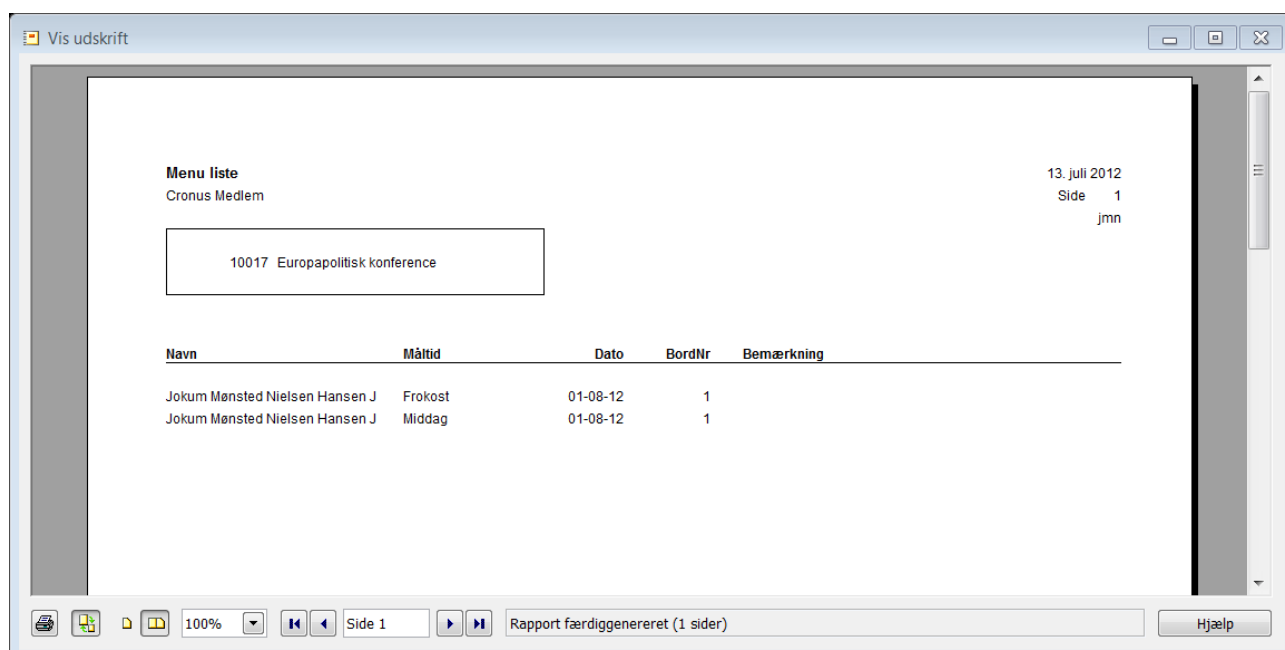 Vis udskrift
Menu liste 13. juli 2012
Cronus Medlem Side 1
jmn
10017 Europapolitisk konference
Navn Måltid Dato BordNr Bemærkning
Jokum Mønsted Nielsen Hansen J Frokost 01-08-12 1
Jokum Mønsted Nielsen Hansen J Middag 01-08-12 1
100% Side 1 Rapport færdiggenereret (1 sider) Hjælp